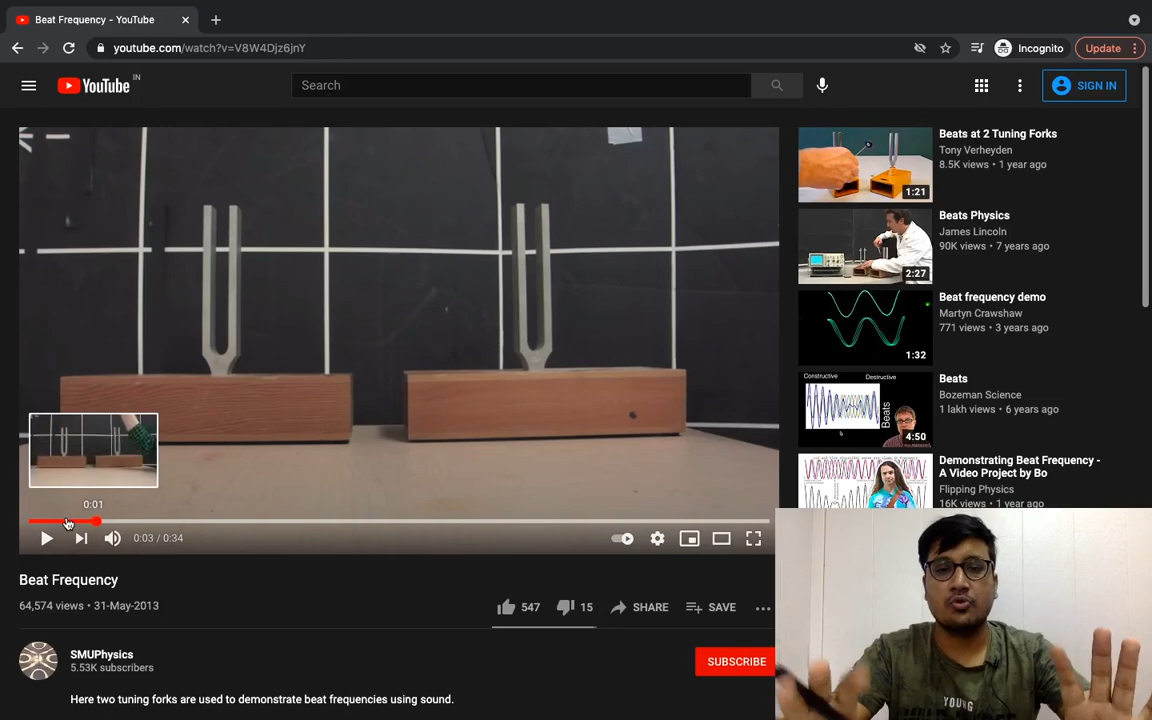 Beat Frequency - YouTube
youtube.com/watch?v=V8W4Djz6jnY
Incognito
Update
YouTube IN
Search
SIGN IN
Beats at 2 Tuning Forks
Tony Verheyden
8.5K views • 1 year ago
1:21
Beats Physics
James Lincoln
90K views • 7 years ago
2:27
Beat frequency demo
Martyn Crawshaw
771 views • 3 years ago
1:32
Constructive
Destructive
Beats
4:50
Beats
Bozeman Science
1 lakh views • 6 years ago
Demonstrating Beat Frequency -
A Video Project by Bo
Flipping Physics
16K views • 1 year ago
0:01
0:03 / 0:34
Beat Frequency
64,574 views • 31-May-2013
547
15
SHARE
SAVE
SMUPhysics
5.53K subscribers
SUBSCRIBE
Here two tuning forks are used to demonstrate beat frequencies using sound.
YOUNG